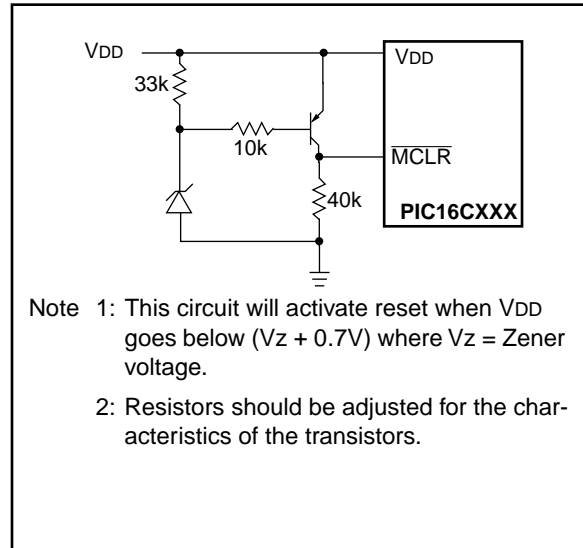 VDD
VDD
33k
10k
MCLR
40k
PIC16CXXX
Note 1: This circuit will activate reset when VDD
goes below (Vz + 0.7V) where Vz = Zener
voltage.
2: Resistors should be adjusted for the char-
acteristics of the transistors.